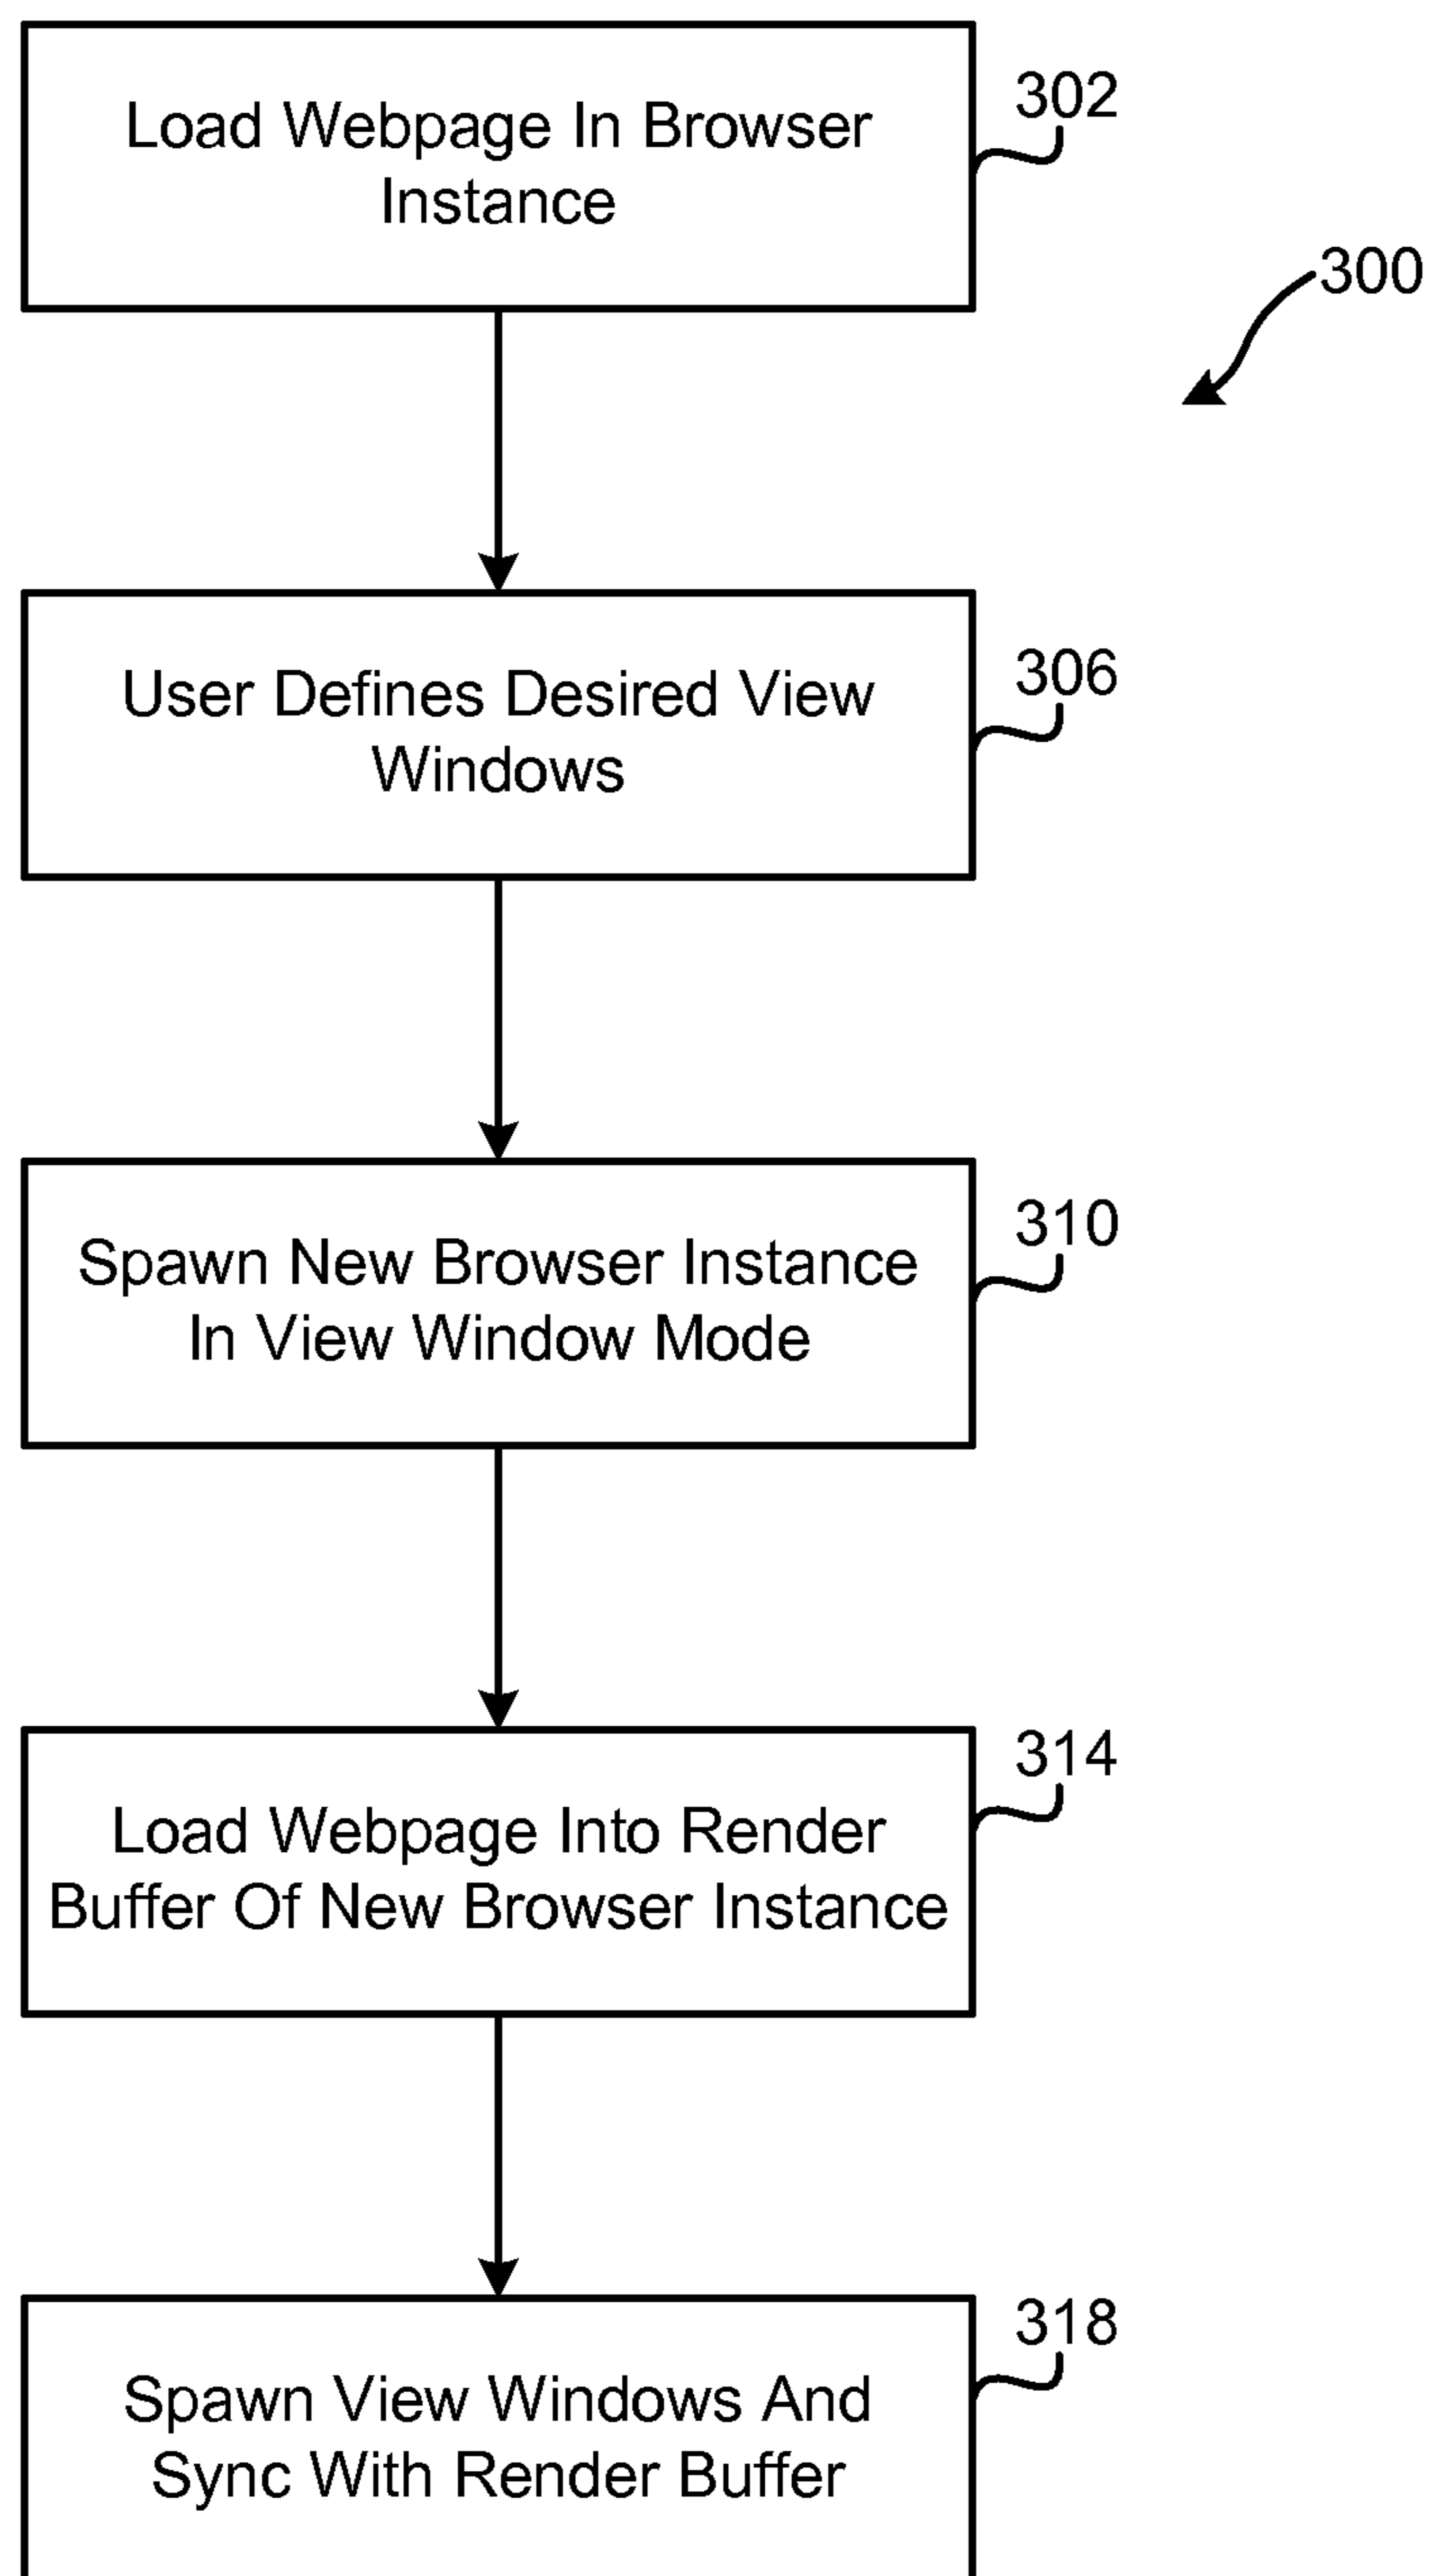 Load Webpage In Browser
Instance
302
300
User Defines Desired View
Windows
306
Spawn New Browser Instance
In View Window Mode
310
Load Webpage Into Render
Buffer Of New Browser Instance
314
Spawn View Windows And
Sync With Render Buffer
318